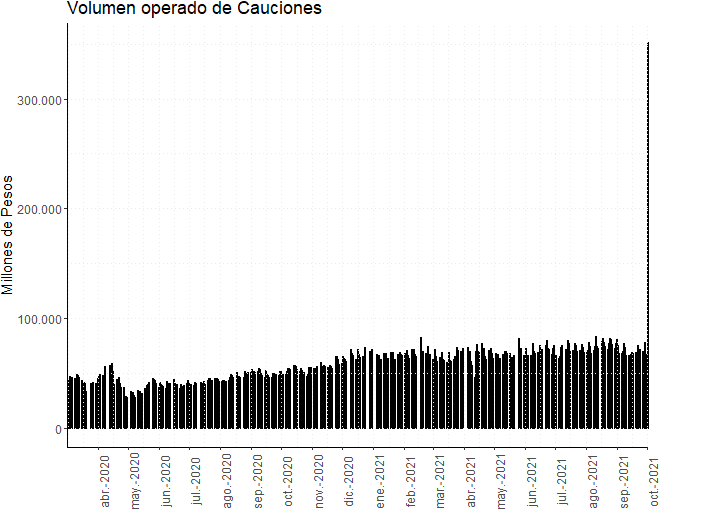 Volumen operado de Cauciones
Millones de Pesos
300.000
200.000
100.000
0
abr.-2020
may.-2020
jun.-2020
jul.-2020
ago.-2020
sep.-2020
oct.-2020
nov.-2020
dic.-2020
ene.-2021
feb.-2021
mar.-2021
abr.-2021
may.-2021
jun.-2021
jul.-2021
ago.-2021
sep.-2021
oct.-2021